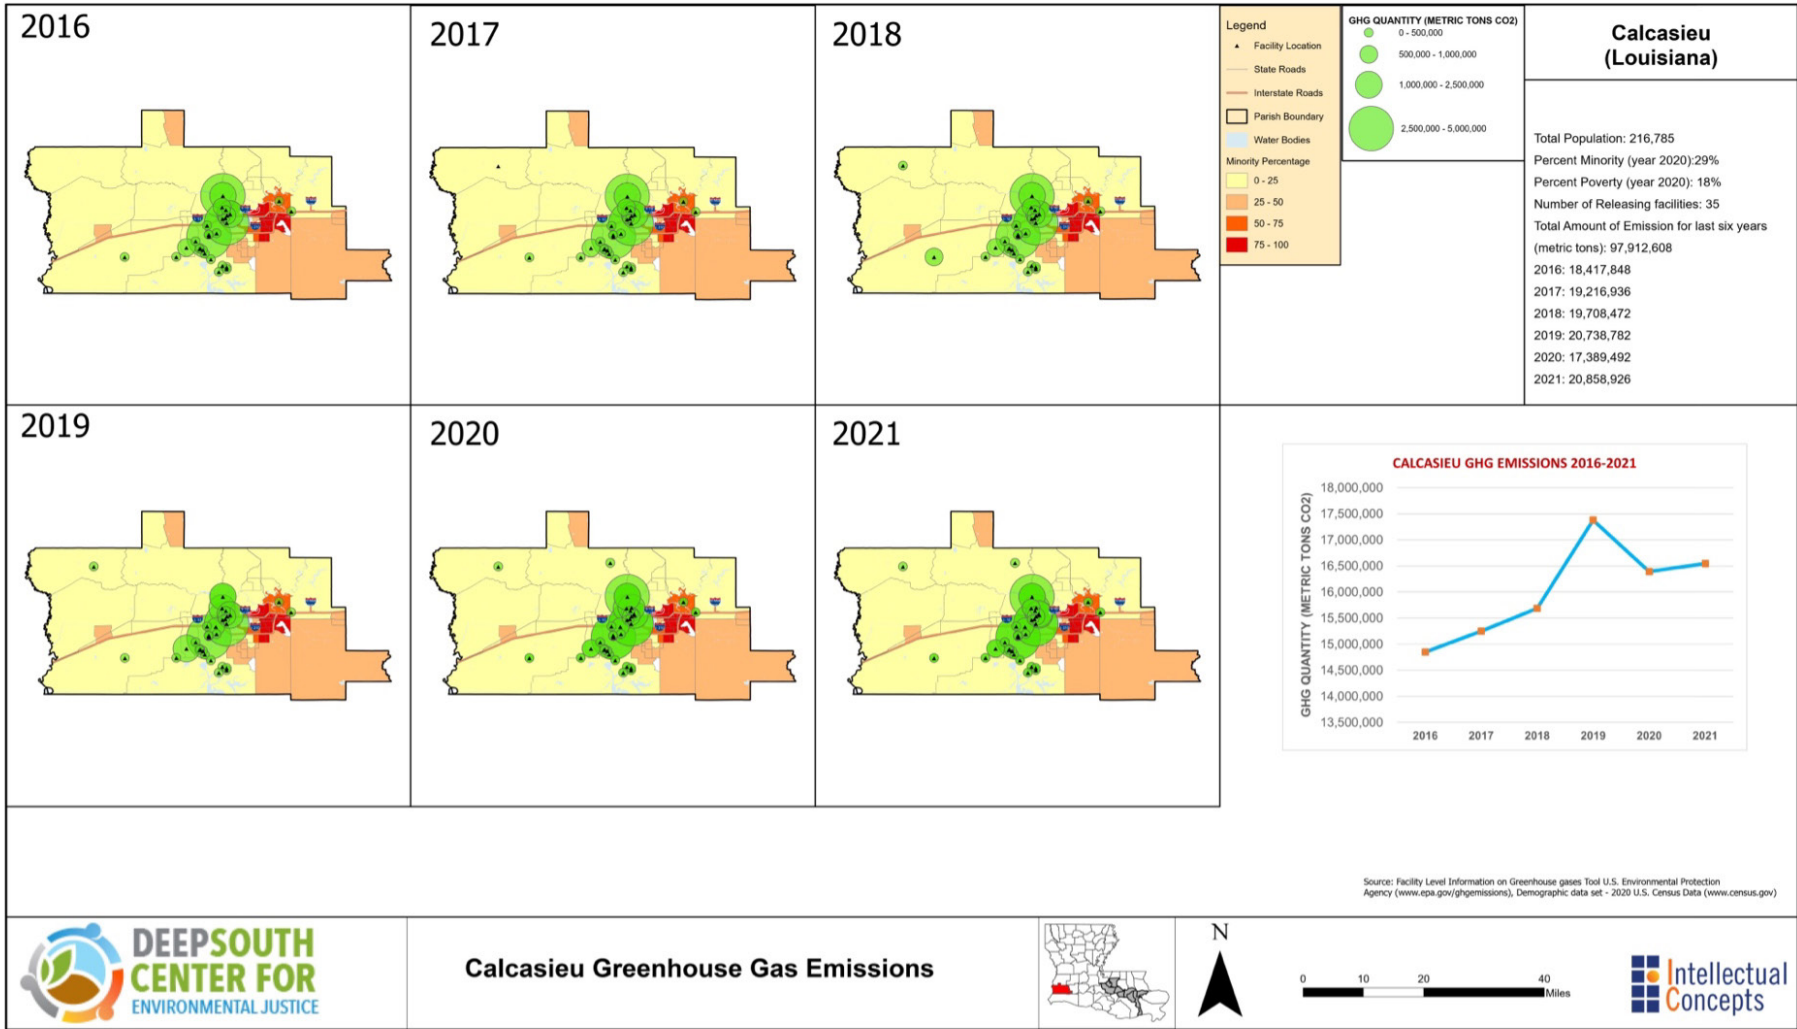 2016
2017
2018
Legend
Facility Location
State Roads
Interstate Roads
Parish Boundary
Water Bodies
Minority Percentage
0 - 25
25 - 50
50 - 75
75 - 100
GHG QUANTITY (METRIC TONS CO2)
0 - 500,000
500,000 - 1,000,000
1,000,000 - 2,500,000
2,500,000 - 5,000,000
Calcasieu
(Louisiana)
Total Population: 216,785
Percent Minority (year 2020):29%
Percent Poverty (year 2020): 18%
Number of Releasing facilities: 35
Total Amount of Emission for last six years
(metric tons): 97,912,608
2016: 18,417,848
2017: 19,216,936
2018: 19,708,472
2019: 20,738,782
2020: 17,389,492
2021: 20,858,926
2019
2020
2021
CALCASIEU GHG EMISSIONS 2016-2021
GHG QUANTITY (METRIC TONS CO2)
18,000,000
17,500,000
17,000,000
16,500,000
16,000,000
15,500,000
15,000,000
14,500,000
14,000,000
13,500,000
2016 2017 2018 2019 2020 2021
Source: Facility Level Information on Greenhouse gases Tool U.S. Environmental Protection
Agency (www.epa.gov/ghgemissions), Demographic data set - 2020 U.S. Census Data (www.census.gov)
DEEPSOUTH
CENTER FOR
ENVIRONMENTAL JUSTICE
Calcasieu Greenhouse Gas Emissions
N
0 10 20 40
Miles
Intellectual
Concepts